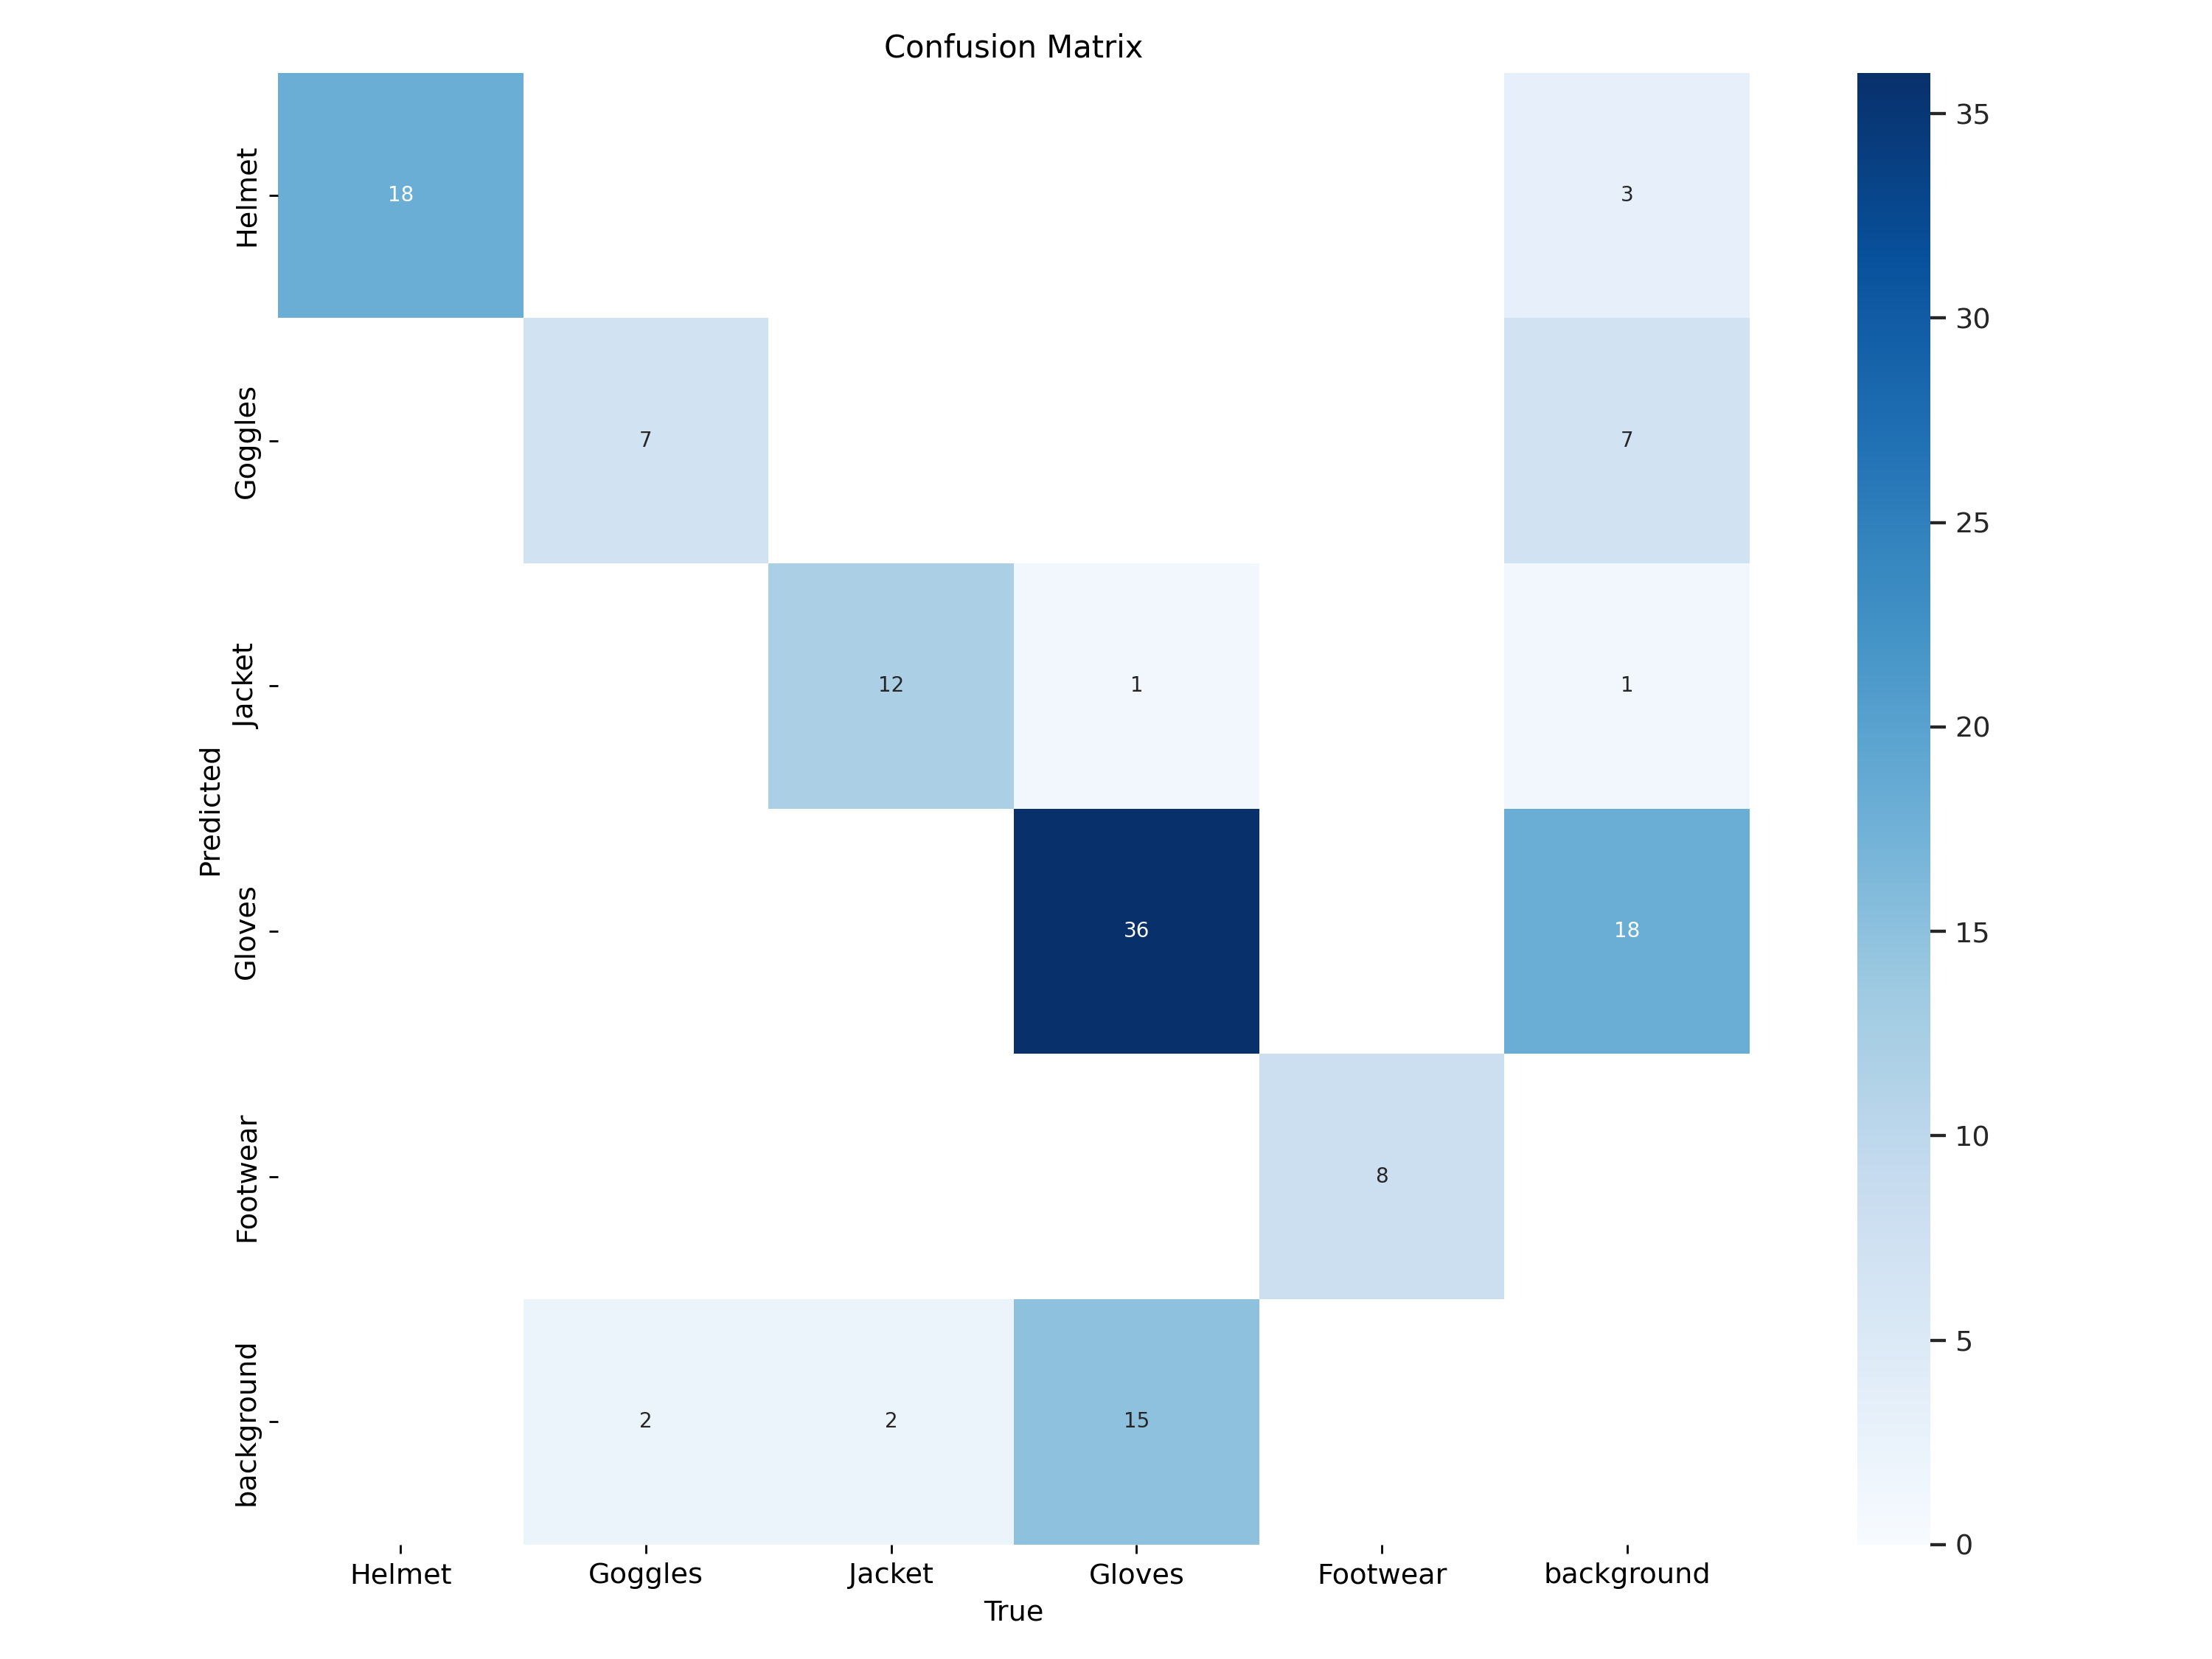 Confusion Matrix
Helmet
18
3
35
30
Goggles
7
7
25
Jacket
12
1
1
20
Predicted
Gloves
36
18
15
Footwear
8
10
background
2
2
15
5
0
Helmet
Goggles
Jacket
Gloves
Footwear
background
True